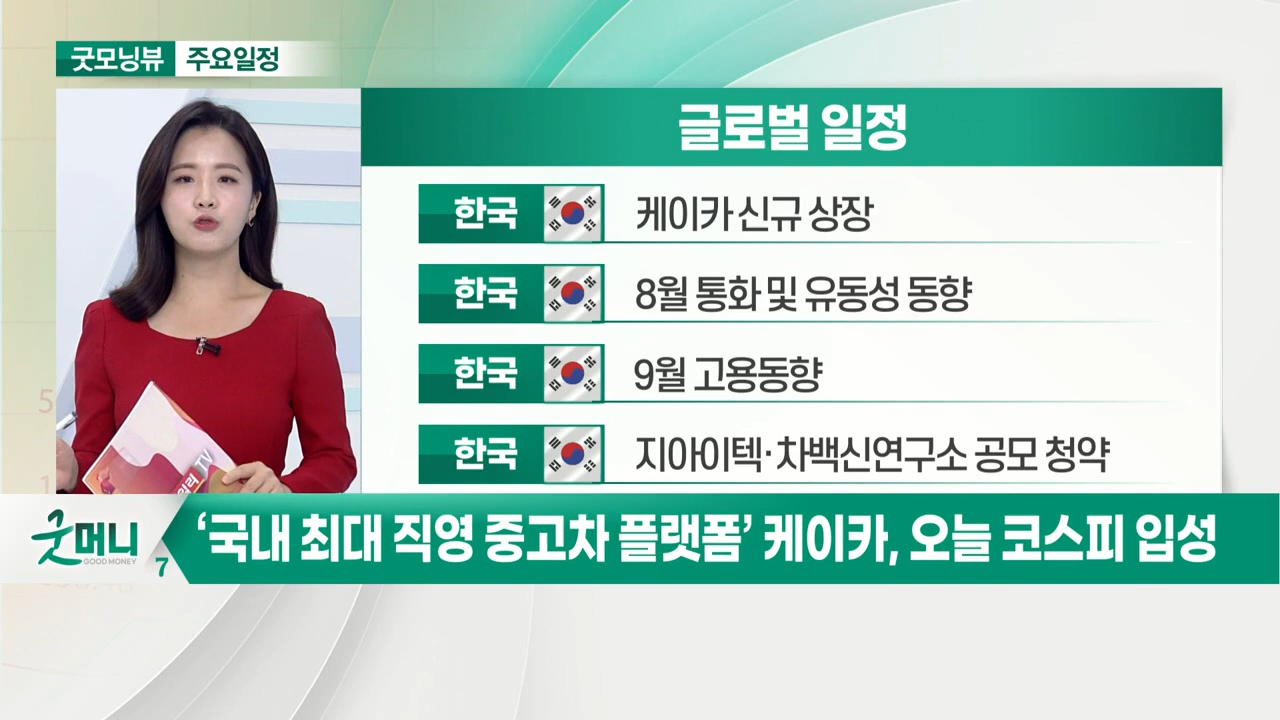 굿모닝뷰 주요일정
글로벌 일정
한국 케이카 신규 상장
한국 8월 통화 및 유동성 동향
한국 9월 고용동향
한국 지아이텍·차백신연구소 공모 청약
TV
굿머니
GOOD MONEY
7
‘국내 최대 직영 중고차 플랫폼’ 케이카, 오늘 코스피 입성